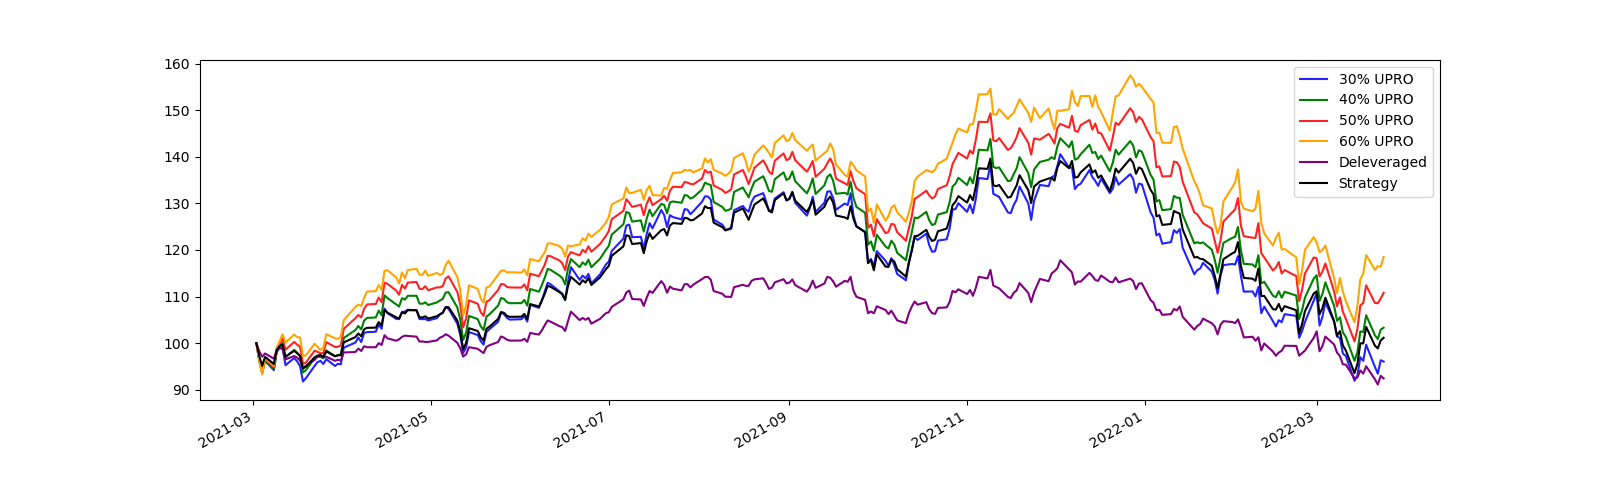 160
150
140
130
120
110
100
90
2021-03
2021-05
2021-07
2021-09
2021-11
2022-01
2022-03
30% UPRO
40% UPRO
50% UPRO
60% UPRO
Deleveraged
Strategy